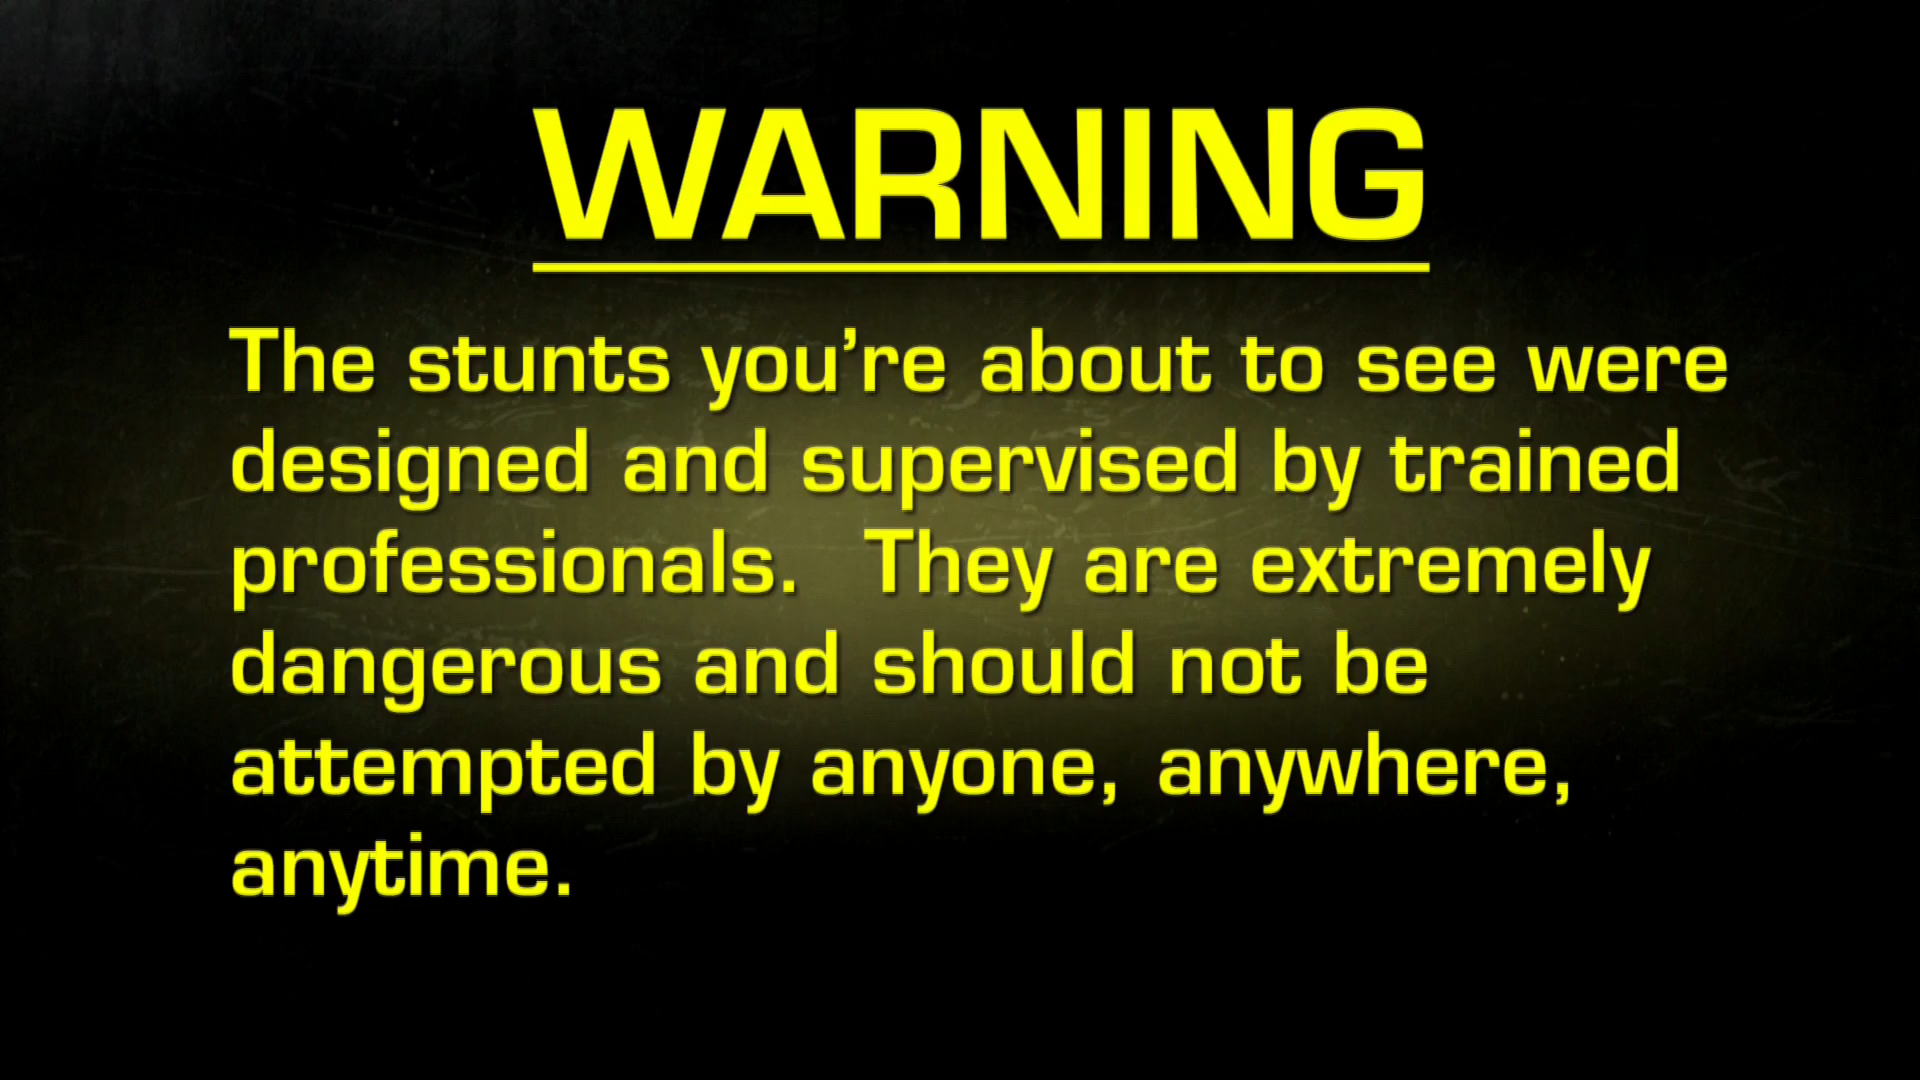 WARNING
The stunts you’re about to see were
designed and supervised by trained
professionals.  They are extremely
dangerous and should not be
attempted by anyone, anywhere,
anytime.